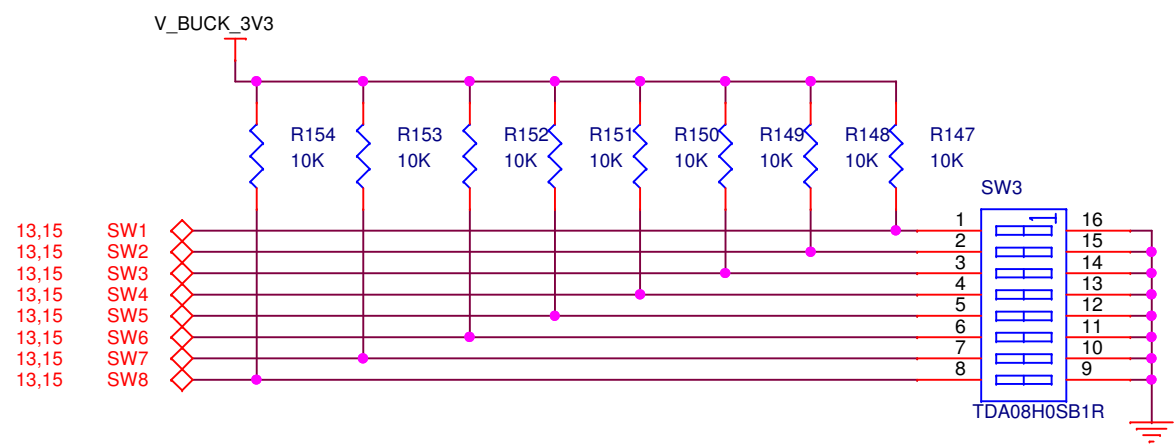 V_BUCK_3V3
R154 R153 R152 R151 R150 R149 R148 R147
10K 10K 10K 10K 10K 10K 10K 10K
SW3
13,15 SW1 1 1 16
13,15 SW2 2 15
13,15 SW3 3 14
13,15 SW4 4 13
13,15 SW5 5 12
13,15 SW6 6 11
13,15 SW7 7 10
13,15 SW8 8 9
TDA08H0SB1R